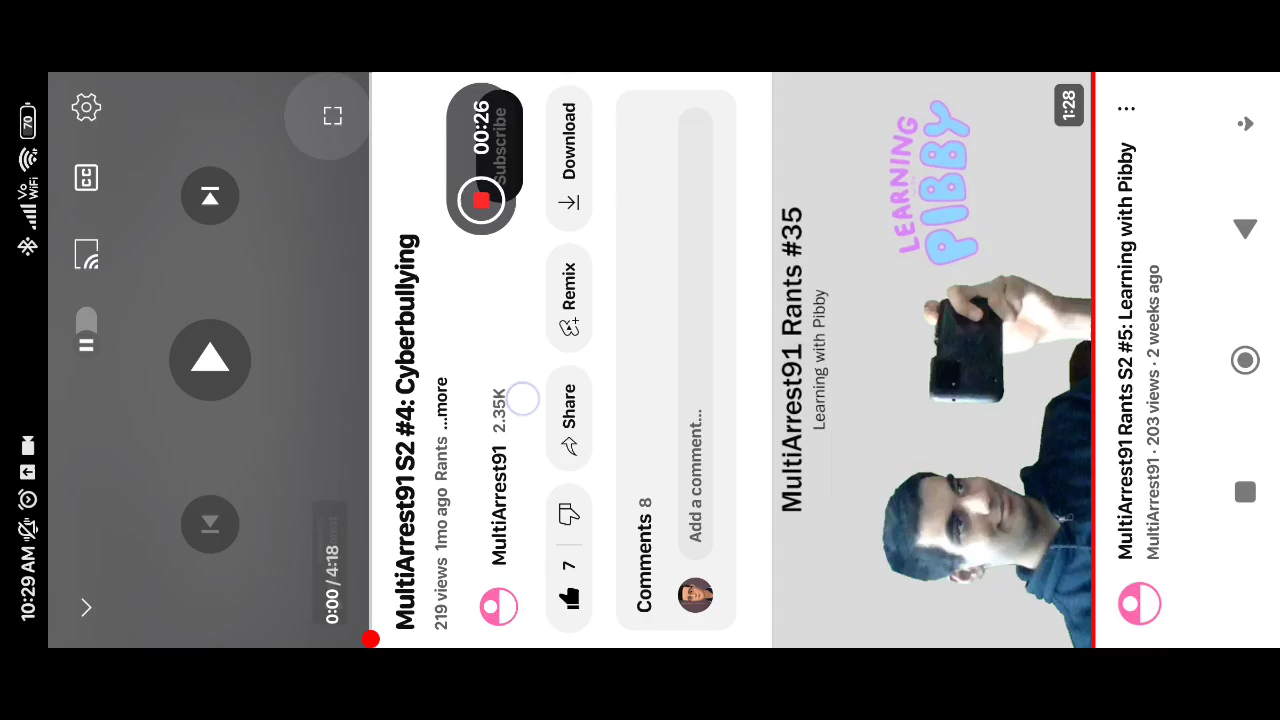 10:29 AM
Vo
WiFi
70
CC
0:00 / 4:18
MultiArrest91 S2 #4: Cyberbullying
219 views 1mo ago Rants ...more
MultiArrest91 2.35K
Subscribe
00:26
7
Share
Remix
Download
Comments 8
Add a comment...
MultiArrest91 Rants #35
Learning with Pibby
LEARNING
PIBBY
1:28
MultiArrest91 Rants S2 #5: Learning with Pibby
MultiArrest91 · 203 views · 2 weeks ago